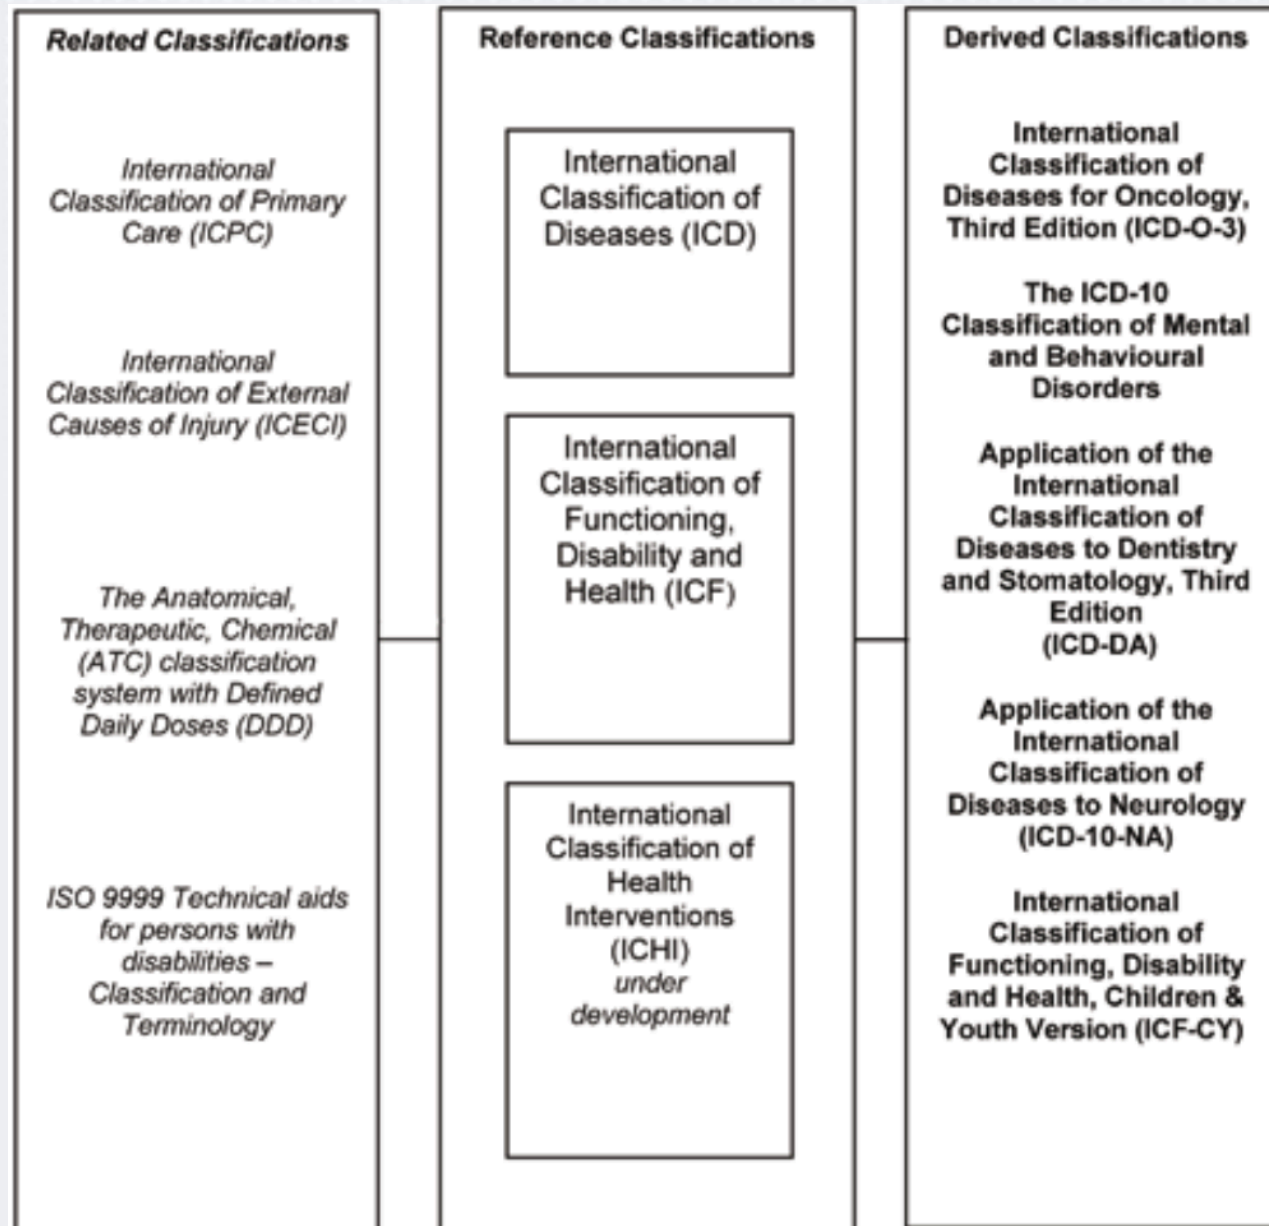 Related Classifications
International
Classification of Primary
Care (ICPC)
International
Classification of External
Causes of Injury (ICECI)
The Anatomical,
Therapeutic, Chemical
(ATC) classification
system with Defined
Daily Doses (DDD)
ISO 9999 Technical aids
for persons with
disabilities –
Classification and
Terminology
Reference Classifications
International
Classification of
Diseases (ICD)
International
Classification of
Functioning,
Disability and
Health (ICF)
International
Classification of
Health
Interventions
(ICHI)
under
development
Derived Classifications
International
Classification of
Diseases for Oncology,
Third Edition (ICD-O-3)
The ICD-10
Classification of Mental
and Behavioural
Disorders
Application of the
International
Classification of
Diseases to Dentistry
and Stomatology, Third
Edition
(ICD-DA)
Application of the
International
Classification of
Diseases to Neurology
(ICD-10-NA)
International
Classification of
Functioning, Disability
and Health, Children &
Youth Version (ICF-CY)